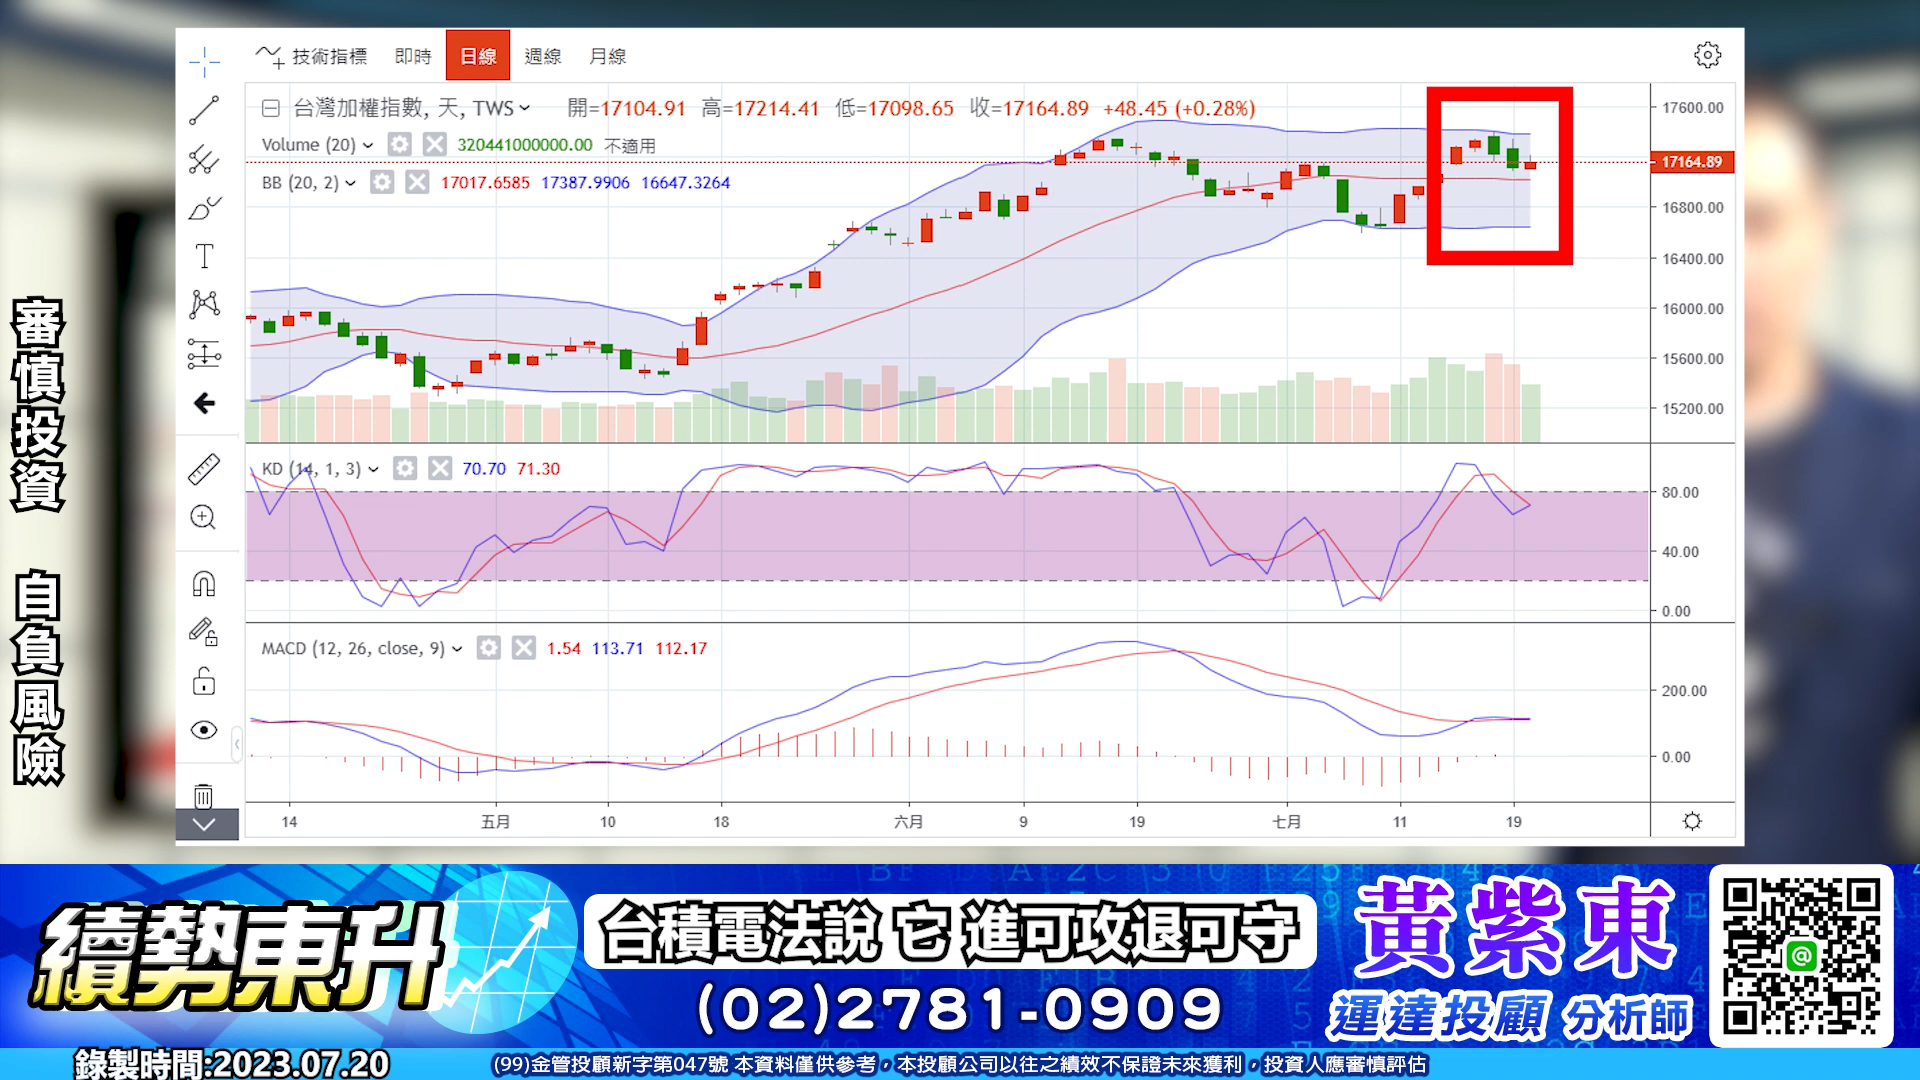 技術指標 即時 日線 週線 月線
台灣加權指數, 天, TWS 開=17104.91 高=17214.41 低=17098.65 收=17164.89 +48.45 (+0.28%)
Volume (20) 320441000000.00 不適用
BB (20, 2) 17017.6585 17387.9906 16647.3264
17600.00
17164.89
16800.00
16400.00
16000.00
15600.00
15200.00
KD (14, 1, 3) 70.70 71.30
80.00
40.00
0.00
MACD (12, 26, close, 9) 1.54 113.71 112.17
200.00
0.00
14 五月 10 18 六月 9 19 七月 11 19
審慎投資 自負風險
續勢東升
台積電法說 它 進可攻退可守
(02)2781-0909
黃紫東
運達投顧 分析師
錄製時間:2023.07.20
(99)金管投顧新字第047號 本資料僅供參考，本投顧公司以往之績效不保證未來獲利，投資人應審慎評估